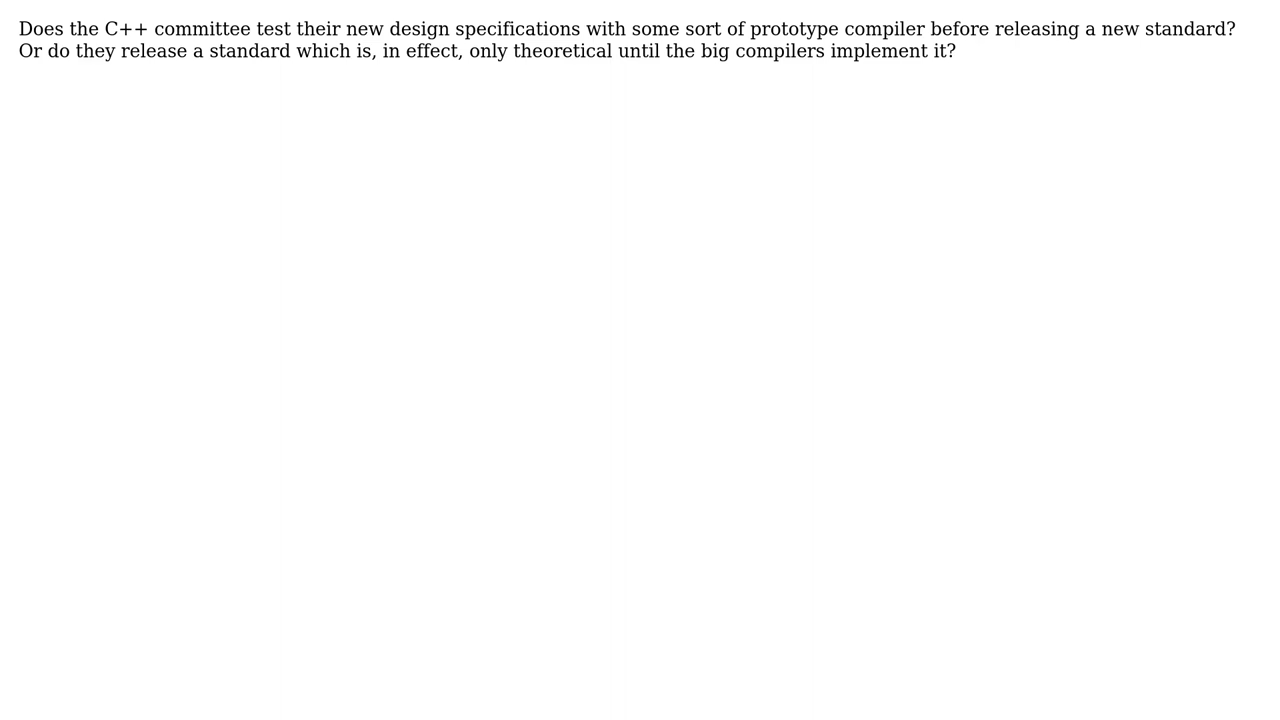 Does the C++ committee test their new design specifications with some sort of prototype compiler before releasing a new standard?
Or do they release a standard which is, in effect, only theoretical until the big compilers implement it?